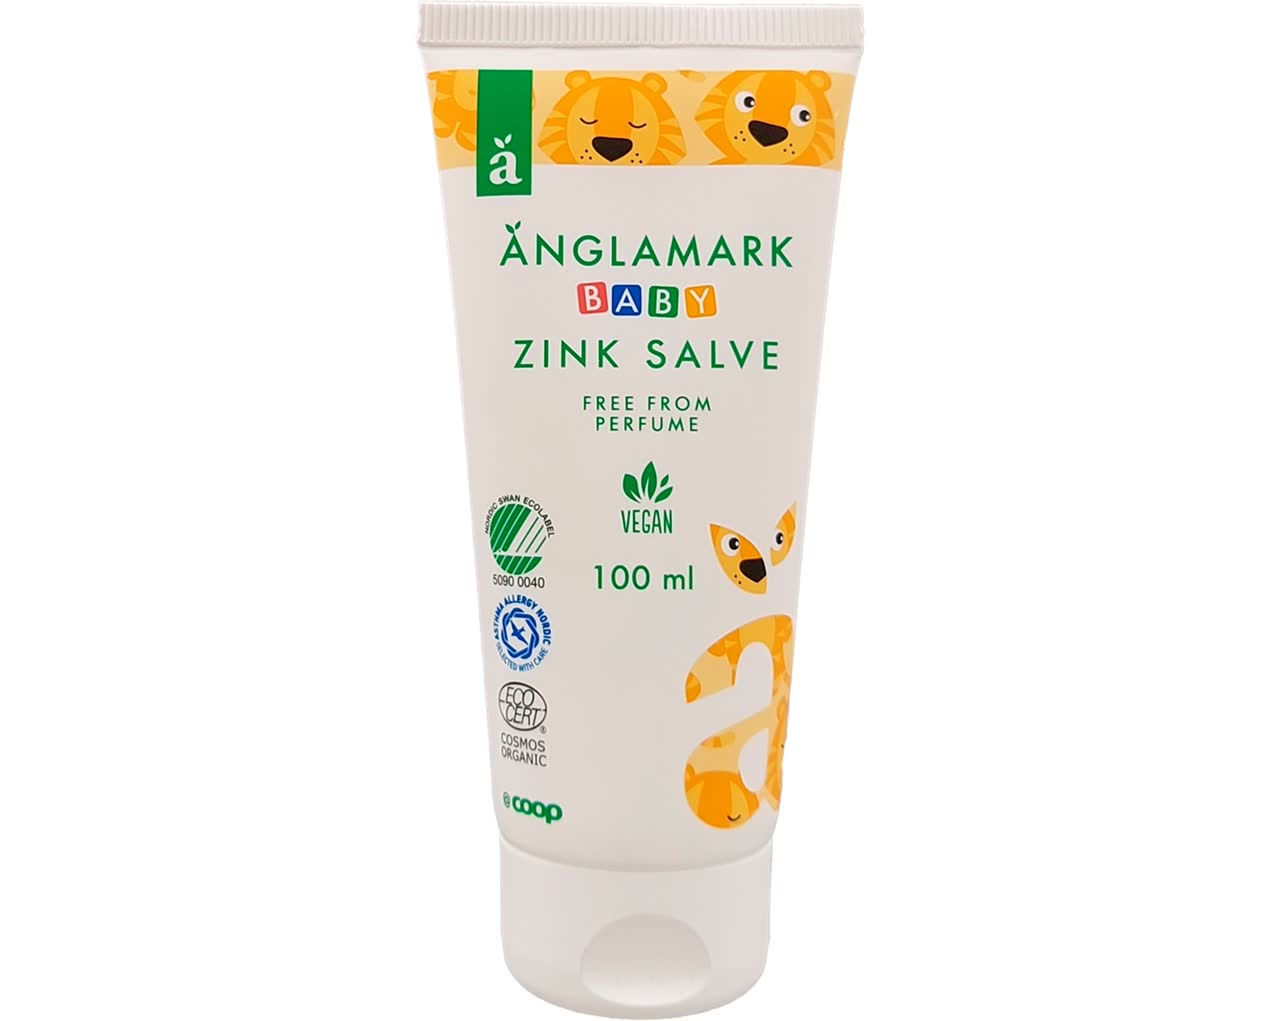 ä
ÄNGLAMARK
BABY
ZINK SALVE
FREE FROM
PERFUME
VEGAN
100 ml
NORDIC SWAN ECOLABEL
5090 0040
ASTHMA ALLERGY NORDIC
SELECTED WITH CARE
ECO
CERT®
COSMOS
ORGANIC
@coop
ä